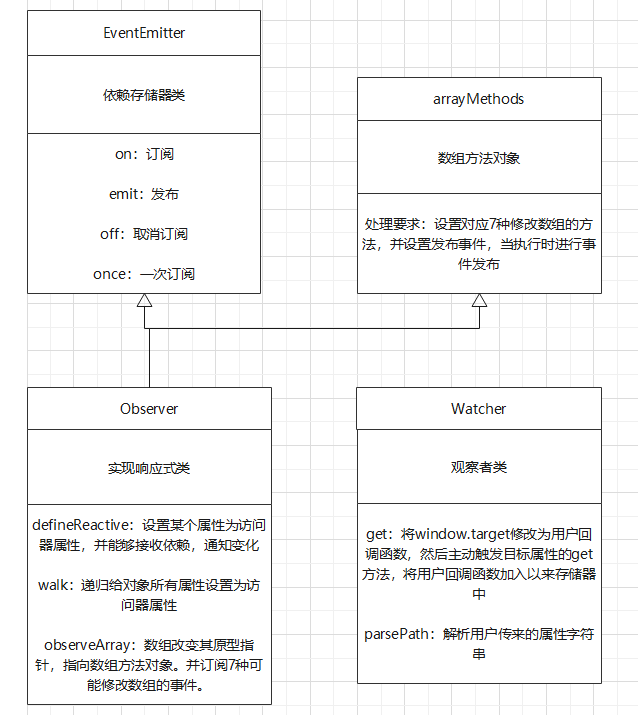 EventEmitter
依赖存储器类
on：订阅
emit：发布
off：取消订阅
once：一次订阅
arrayMethods
数组方法对象
处理要求：设置对应7种修改数组的方
法，并设置发布事件，当执行时进行事
件发布
Observer
实现响应式类
defineReactive：设置某个属性为访问
器属性，并能够接收依赖，通知变化
walk：递归给对象所有属性设置为访
问器属性
observeArray：数组改变其原型指
针，指向数组方法对象。并订阅7种可
能修改数组的事件。
Watcher
观察者类
get：将window.target修改为用户回
调函数，然后主动触发目标属性的get
方法，将用户回调函数加入以来存储器
中
parsePath：解析用户传来的属性字符
串